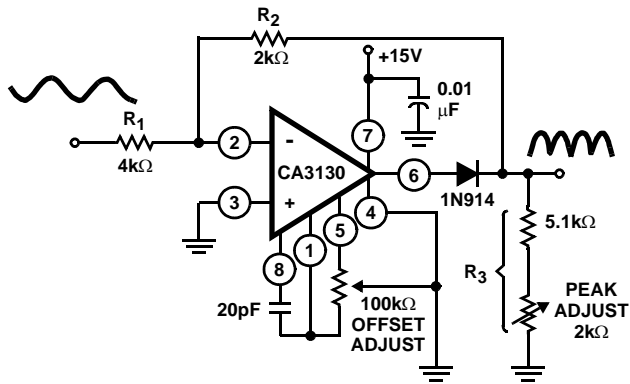 R2
2kΩ
+15V
0.01
μF
R1
4kΩ
2
-
7
CA3130
6
1N914
3
+
5
4
1
8
5.1kΩ
R3
20pF
100kΩ
OFFSET
ADJUST
PEAK
ADJUST
2kΩ